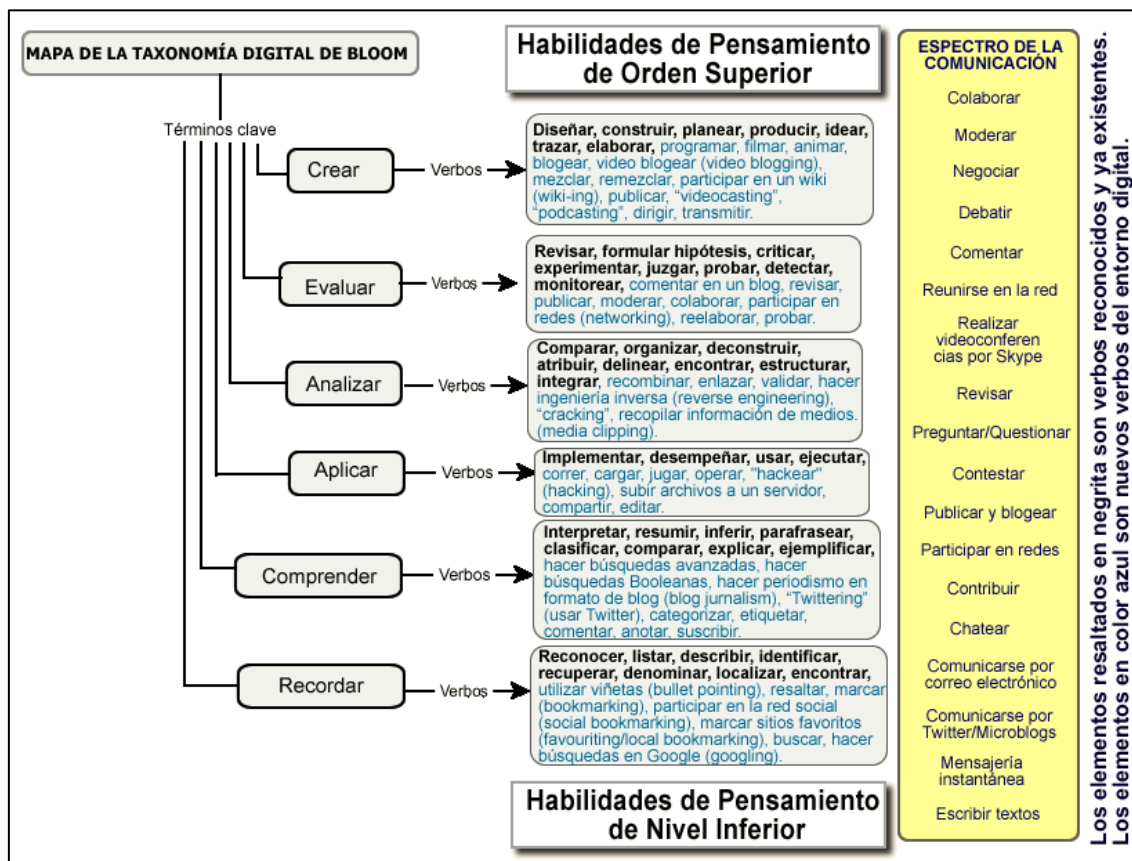 MAPA DE LA TAXONOMÍA DIGITAL DE BLOOM
Habilidades de Pensamiento
de Orden Superior
Términos clave
Crear
Verbos
Diseñar, construir, planear, producir, idear,
trazar, elaborar, programar, filmar, animar,
blogear, video blogear (video blogging),
mezclar, remezclar, participar en un wiki
(wiki-ing), publicar, “videocasting”,
“podcasting”, dirigir, transmitir.
Evaluar
Verbos
Revisar, formular hipótesis, criticar,
experimentar, juzgar, probar, detectar,
monitorear, comentar en un blog, revisar,
publicar, moderar, colaborar, participar en
redes (networking), reelaborar, probar.
Analizar
Verbos
Comparar, organizar, deconstruir,
atribuir, delinear, encontrar, estructurar,
integrar, recombinar, enlazar, validar, hacer
ingeniería inversa (reverse engineering),
“cracking”, recopilar información de medios.
(media clipping).
Aplicar
Verbos
Implementar, desempeñar, usar, ejecutar,
correr, cargar, jugar, operar, "hackear"
(hacking), subir archivos a un servidor,
compartir, editar.
Comprender
Verbos
Interpretar, resumir, inferir, parafrasear,
clasificar, comparar, explicar, ejemplificar,
hacer búsquedas avanzadas, hacer
búsquedas Booleanas, hacer periodismo en
formato de blog (blog jurnalism), “Twittering”
(usar Twitter), categorizar, etiquetar,
comentar, anotar, suscribir.
Recordar
Verbos
Reconocer, listar, describir, identificar,
recuperar, denominar, localizar, encontrar,
utilizar viñetas (bullet pointing), resaltar, marcar
(bookmarking), participar en la red social
(social bookmarking), marcar sitios favoritos
(favouriting/local bookmarking), buscar, hacer
búsquedas en Google (googling).
Habilidades de Pensamiento
de Nivel Inferior
ESPECTRO DE LA
COMUNICACIÓN
Colaborar
Moderar
Negociar
Debatir
Comentar
Reunirse en la red
Realizar
videoconferen
cias por Skype
Revisar
Preguntar/Questionar
Contestar
Publicar y blogear
Participar en redes
Contribuir
Chatear
Comunicarse por
correo electrónico
Comunicarse por
Twitter/Microblogs
Mensajería
instantánea
Escribir textos
Los elementos resaltados en negrita son verbos reconocidos y ya existentes.
Los elementos en color azul son nuevos verbos del entorno digital.